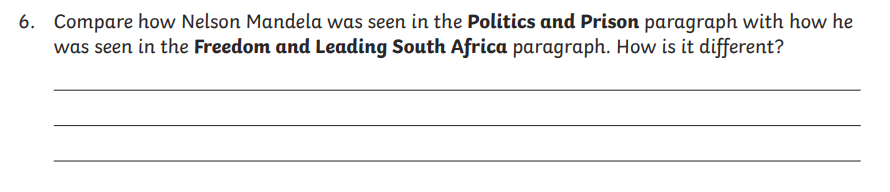 6. Compare how Nelson Mandela was seen in the Politics and Prison paragraph with how he
was seen in the Freedom and Leading South Africa paragraph. How is it different?